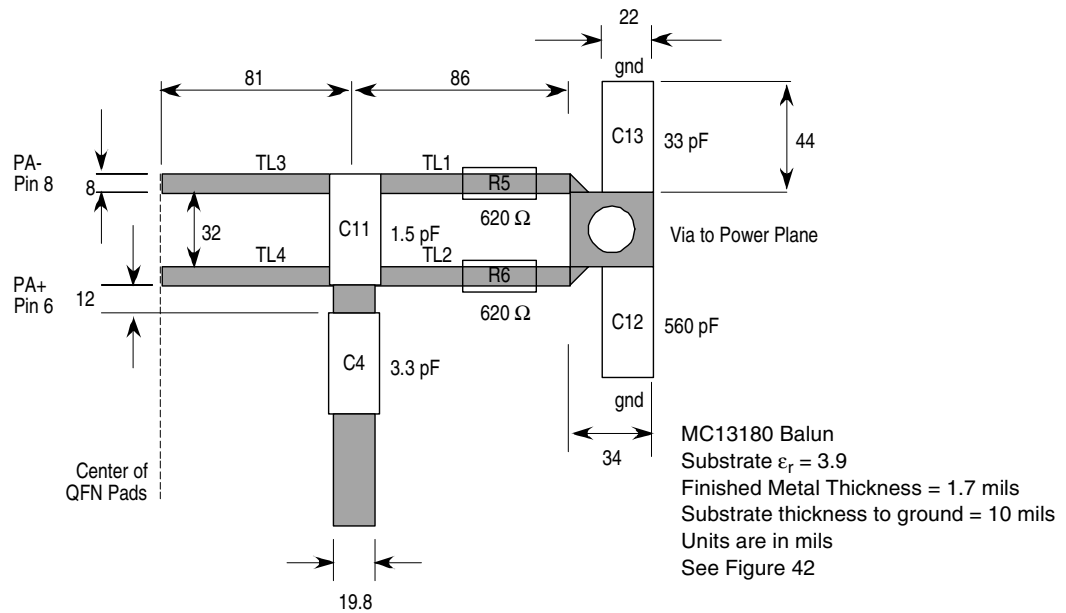 22
gnd
81
86
C13
33 pF
44
PA-
Pin 8
8
TL3
TL1
R5
620 Ω
C11
1.5 pF
32
Via to Power Plane
TL4
TL2
R6
620 Ω
PA+
Pin 6
12
C12
560 pF
C4
3.3 pF
gnd
34
Center of
QFN Pads
19.8
MC13180 Balun
Substrate εr = 3.9
Finished Metal Thickness = 1.7 mils
Substrate thickness to ground = 10 mils
Units are in mils
See Figure 42